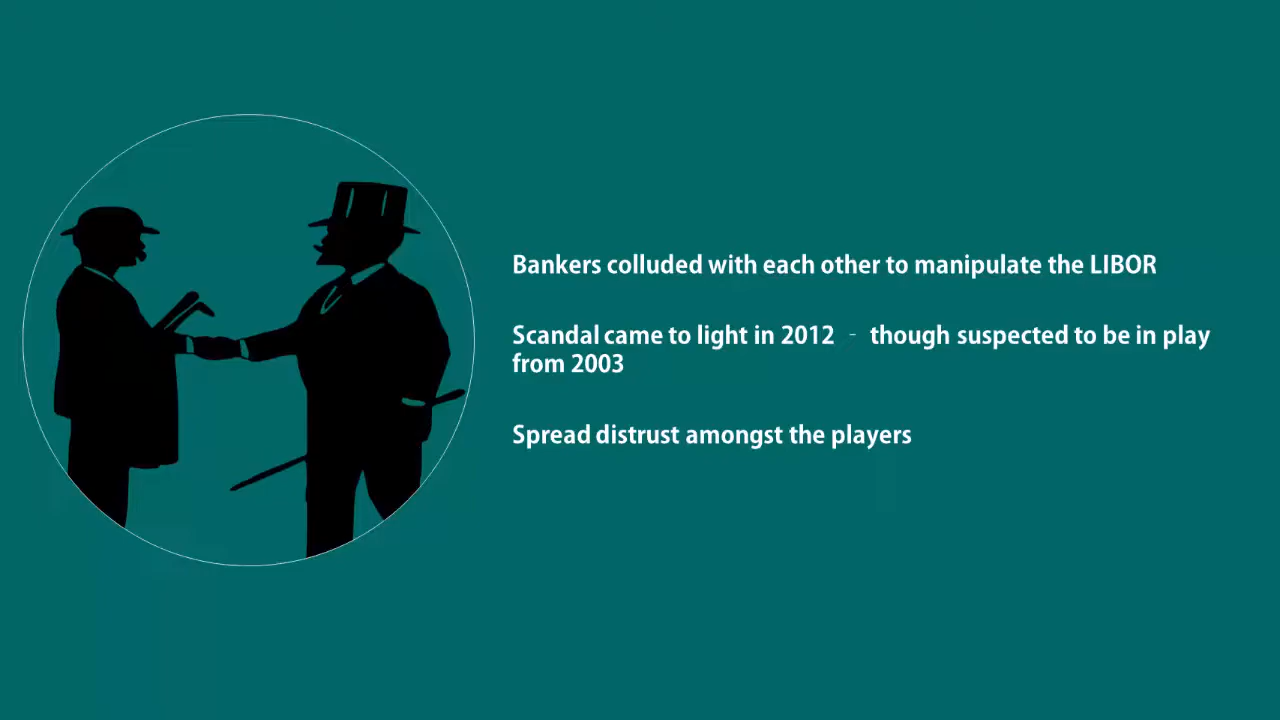 Bankers colluded with each other to manipulate the LIBOR
Scandal came to light in 2012 - though suspected to be in play
from 2003
Spread distrust amongst the players